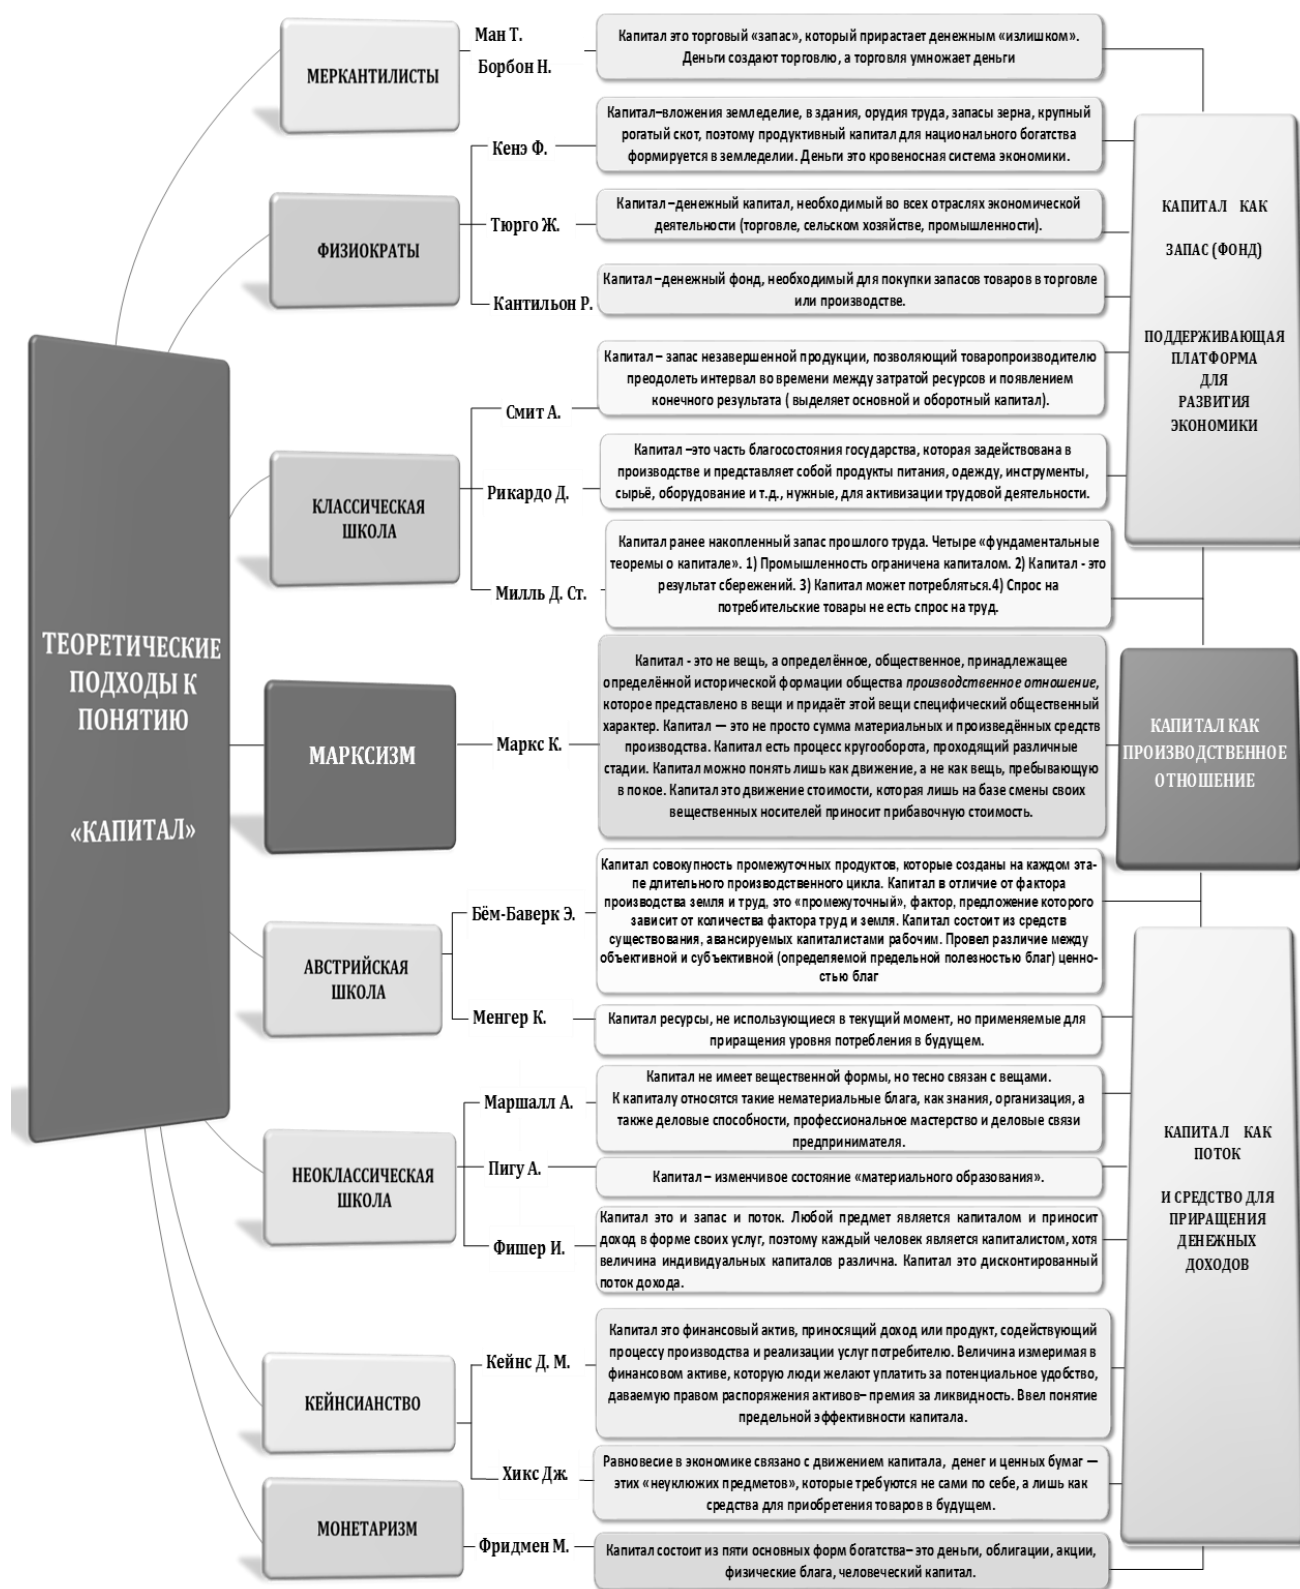 ТЕОРЕТИЧЕСКИЕ
ПОДХОДЫ К
ПОНЯТИЮ
«КАПИТАЛ»
МЕРКАНТИЛИСТЫ
Ман Т.
Борбон Н.
Капитал это торговый «запас», который прирастает денежным «излишком».
Деньги создают торговлю, а торговля умножает деньги
ФИЗИОКРАТЫ
Кенэ Ф.
Капитал–вложения земледелие, в здания, орудия труда, запасы зерна, крупный
рогатый скот, поэтому продуктивный капитал для национального богатства
формируется в земледелии. Деньги это кровеносная система экономики.
Тюрго Ж.
Капитал –денежный капитал, необходимый во всех отраслях экономической
деятельности (торговле, сельском хозяйстве, промышленности).
Кантильон Р.
Капитал –денежный фонд, необходимый для покупки запасов товаров в торговле
или производстве.
КЛАССИЧЕСКАЯ
ШКОЛА
Смит А.
Капитал – запас незавершенной продукции, позволяющий товаропроизводителю
преодолеть интервал во времени между затратой ресурсов и появлением
конечного результата ( выделяет основной и оборотный капитал).
Рикардо Д.
Капитал –это часть благосостояния государства, которая задействована в
производстве и представляет собой продукты питания, одежду, инструменты,
сырьё, оборудование и т.д., нужные, для активизации трудовой деятельности.
Милль Д. Ст.
Капитал ранее накопленный запас прошлого труда. Четыре «фундаментальные
теоремы о капитале». 1) Промышленность ограничена капиталом. 2) Капитал - это
результат сбережений. 3) Капитал может потребляться.4) Спрос на
потребительские товары не есть спрос на труд.
КАПИТАЛ КАК
ЗАПАС (ФОНД)
ПОДДЕРЖИВАЮЩАЯ
ПЛАТФОРМА
ДЛЯ
РАЗВИТИЯ
ЭКОНОМИКИ
МАРКСИЗМ
Маркс К.
Капитал - это не вещь, а определённое, общественное, принадлежащее
определённой исторической формации общества производственное отношение,
которое представлено в вещи и придаёт этой вещи специфический общественный
характер. Капитал — это не просто сумма материальных и произведённых средств
производства. Капитал есть процесс кругооборота, проходящий различные
стадии. Капитал можно понять лишь как движение, а не как вещь, пребывающую
в покое. Капитал это движение стоимости, которая лишь на базе смены своих
вещественных носителей приносит прибавочную стоимость.
КАПИТАЛ КАК
ПРОИЗВОДСТВЕННОЕ
ОТНОШЕНИЕ
АВСТРИЙСКАЯ
ШКОЛА
Бём-Баверк Э.
Капитал совокупность промежуточных продуктов, которые созданы на каждом эта-
пе длительного производственного цикла. Капитал в отличие от фактора
производства земля и труд, это «промежуточный», фактор, предложение которого
зависит от количества фактора труд и земля. Капитал состоит из средств
существования, авансируемых капиталистами рабочим. Провел различие между
объективной и субъективной (определяемой предельной полезностью благ) ценно-
стью благ
Менгер К.
Капитал ресурсы, не использующиеся в текущий момент, но применяемые для
приращения уровня потребления в будущем.
НЕОКЛАССИЧЕСКАЯ
ШКОЛА
Маршалл А.
Капитал не имеет вещественной формы, но тесно связан с вещами.
К капиталу относятся такие нематериальные блага, как знания, организация, а
также деловые способности, профессиональное мастерство и деловые связи
предпринимателя.
Пигу А.
Капитал – изменчивое состояние «материального образования».
Фишер И.
Капитал это и запас и поток. Любой предмет является капиталом и приносит
доход в форме своих услуг, поэтому каждый человек является капиталистом, хотя
величина индивидуальных капиталов различна. Капитал это дисконтированный
поток дохода.
КЕЙНСИАНСТВО
Кейнс Д. М.
Капитал это финансовый актив, приносящий доход или продукт, содействующий
процессу производства и реализации услуг потребителю. Величина измеримая в
финансовом активе, которую люди желают уплатить за потенциальное удобство,
даваемую правом распоряжения активов– премия за ликвидность. Ввел понятие
предельной эффективности капитала.
Хикс Дж.
Равновесие в экономике связано с движением капитала, денег и ценных бумаг —
этих «неуклюжих предметов», которые требуются не сами по себе, а лишь как
средства для приобретения товаров в будущем.
МОНЕТАРИЗМ
Фридмен М.
Капитал состоит из пяти основных форм богатства– это деньги, облигации, акции,
физические блага, человеческий капитал.
КАПИТАЛ КАК
ПОТОК
И СРЕДСТВО ДЛЯ
ПРИРАЩЕНИЯ
ДЕНЕЖНЫХ
ДОХОДОВ